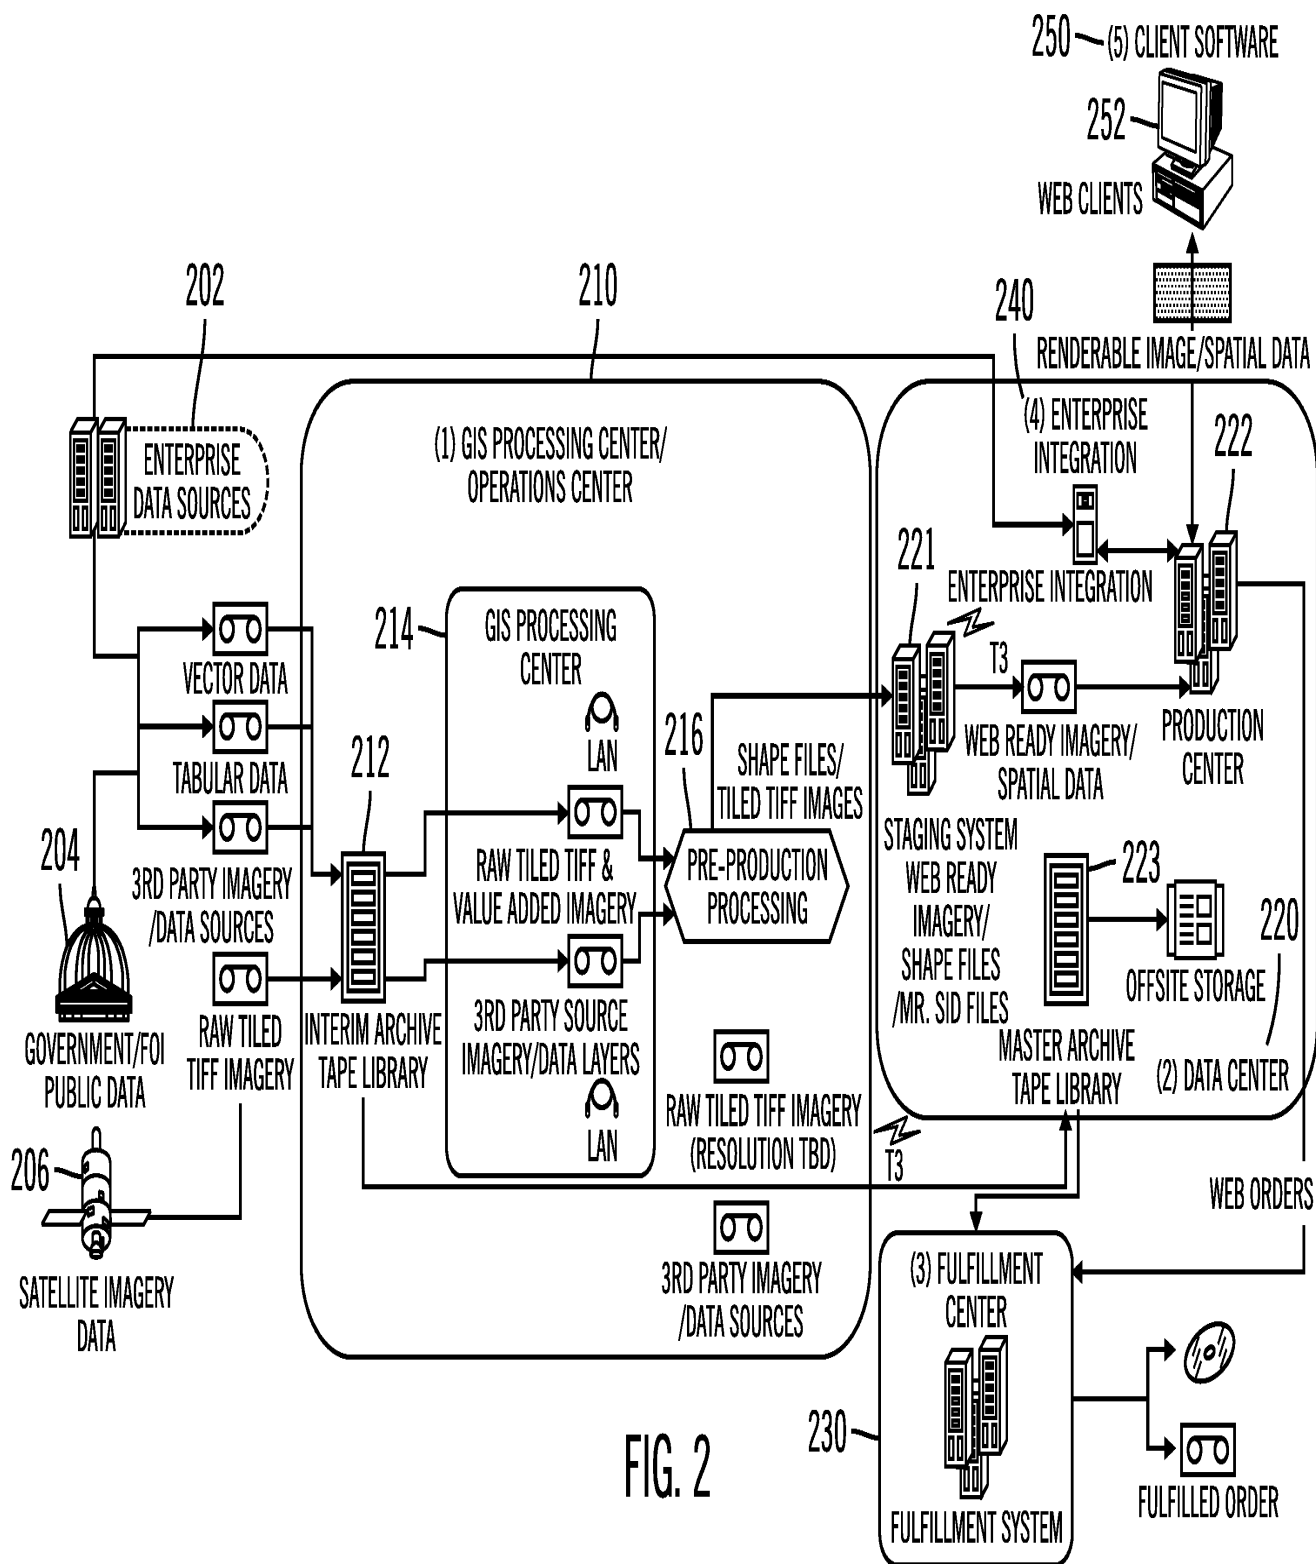 250
(5) CLIENT SOFTWARE
252
WEB CLIENTS
202
210
240
RENDERABLE IMAGE/SPATIAL DATA
ENTERPRISE
DATA SOURCES
(1) GIS PROCESSING CENTER/
OPERATIONS CENTER
(4) ENTERPRISE
INTEGRATION
222
221
ENTERPRISE INTEGRATION
214
GIS PROCESSING
CENTER
T3
VECTOR DATA
LAN
216
SHAPE FILES/
TILED TIFF IMAGES
WEB READY IMAGERY/
SPATIAL DATA
PRODUCTION
CENTER
TABULAR DATA
212
204
3RD PARTY IMAGERY
/DATA SOURCES
RAW TILED TIFF &
VALUE ADDED IMAGERY
PRE-PRODUCTION
PROCESSING
STAGING SYSTEM
WEB READY
IMAGERY/
SHAPE FILES
/MR. SID FILES
223
220
OFFSITE STORAGE
GOVERNMENT/FOI
PUBLIC DATA
RAW TILED
TIFF IMAGERY
INTERIM ARCHIVE
TAPE LIBRARY
3RD PARTY SOURCE
IMAGERY/DATA LAYERS
MASTER ARCHIVE
TAPE LIBRARY
(2) DATA CENTER
LAN
RAW TILED TIFF IMAGERY
(RESOLUTION TBD)
T3
206
WEB ORDERS
SATELLITE IMAGERY
DATA
3RD PARTY IMAGERY
/DATA SOURCES
(3) FULFILLMENT
CENTER
230
FULFILLMENT SYSTEM
FULFILLED ORDER
FIG. 2